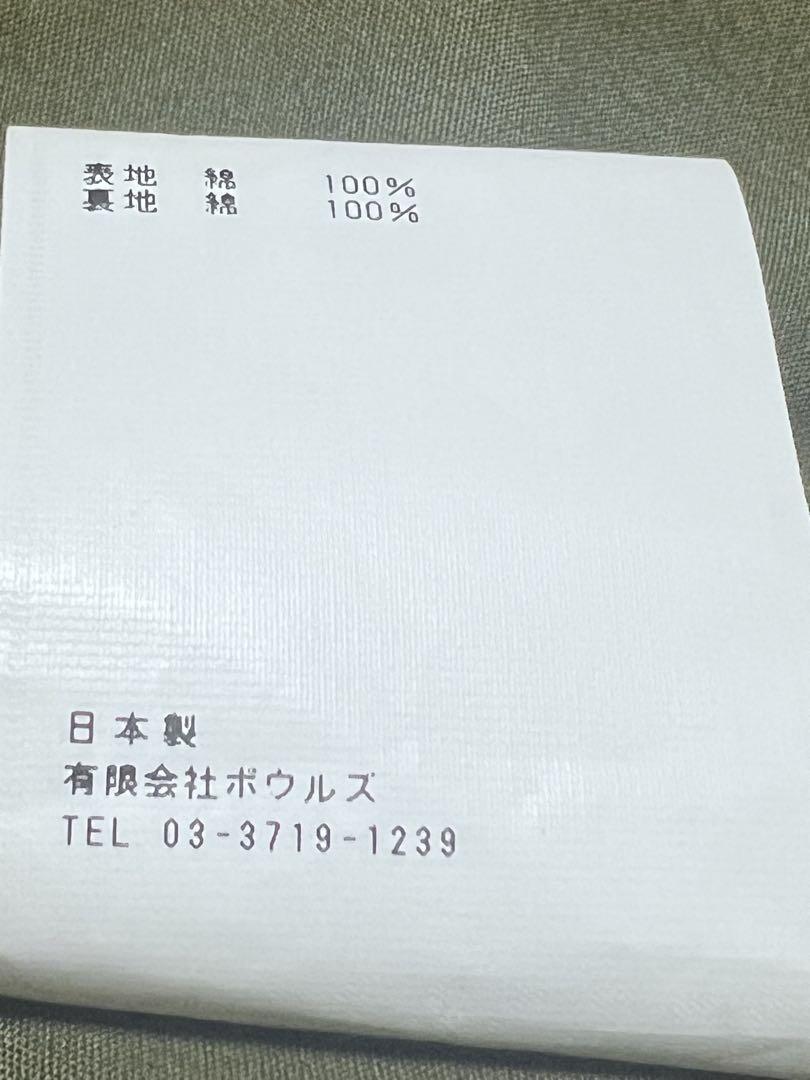 表地 綿 100%
裏地 綿 100%
日本製
有限会社ボウルズ
TEL 03-3719-1239